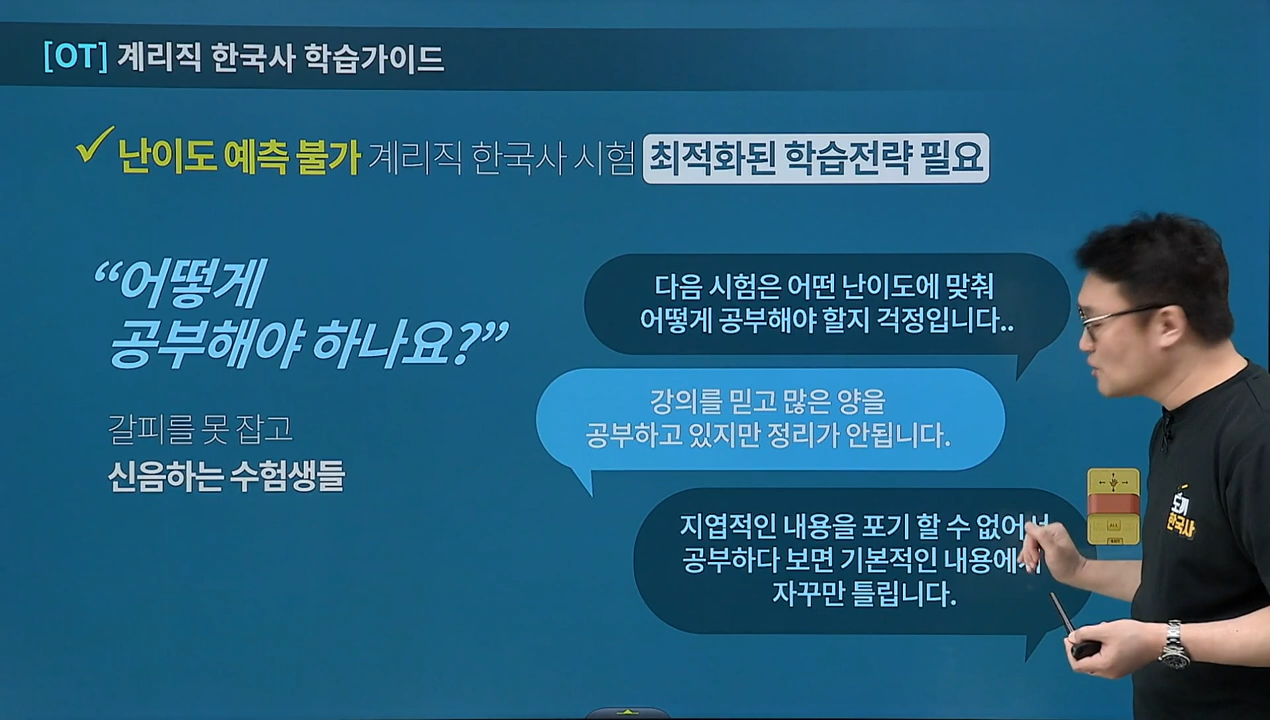 [OT] 계리직 한국사 학습가이드
난이도 예측 불가 계리직 한국사 시험 최적화된 학습전략 필요
“어떻게
공부해야 하나요?”
갈피를 못 잡고
신음하는 수험생들
다음 시험은 어떤 난이도에 맞춰
어떻게 공부해야 할지 걱정입니다..
강의를 믿고 많은 양을
공부하고 있지만 정리가 안됩니다.
지엽적인 내용을 포기 할 수 없어서
공부하다 보면 기본적인 내용에서
자꾸만 틀립니다.
ALL
한국사